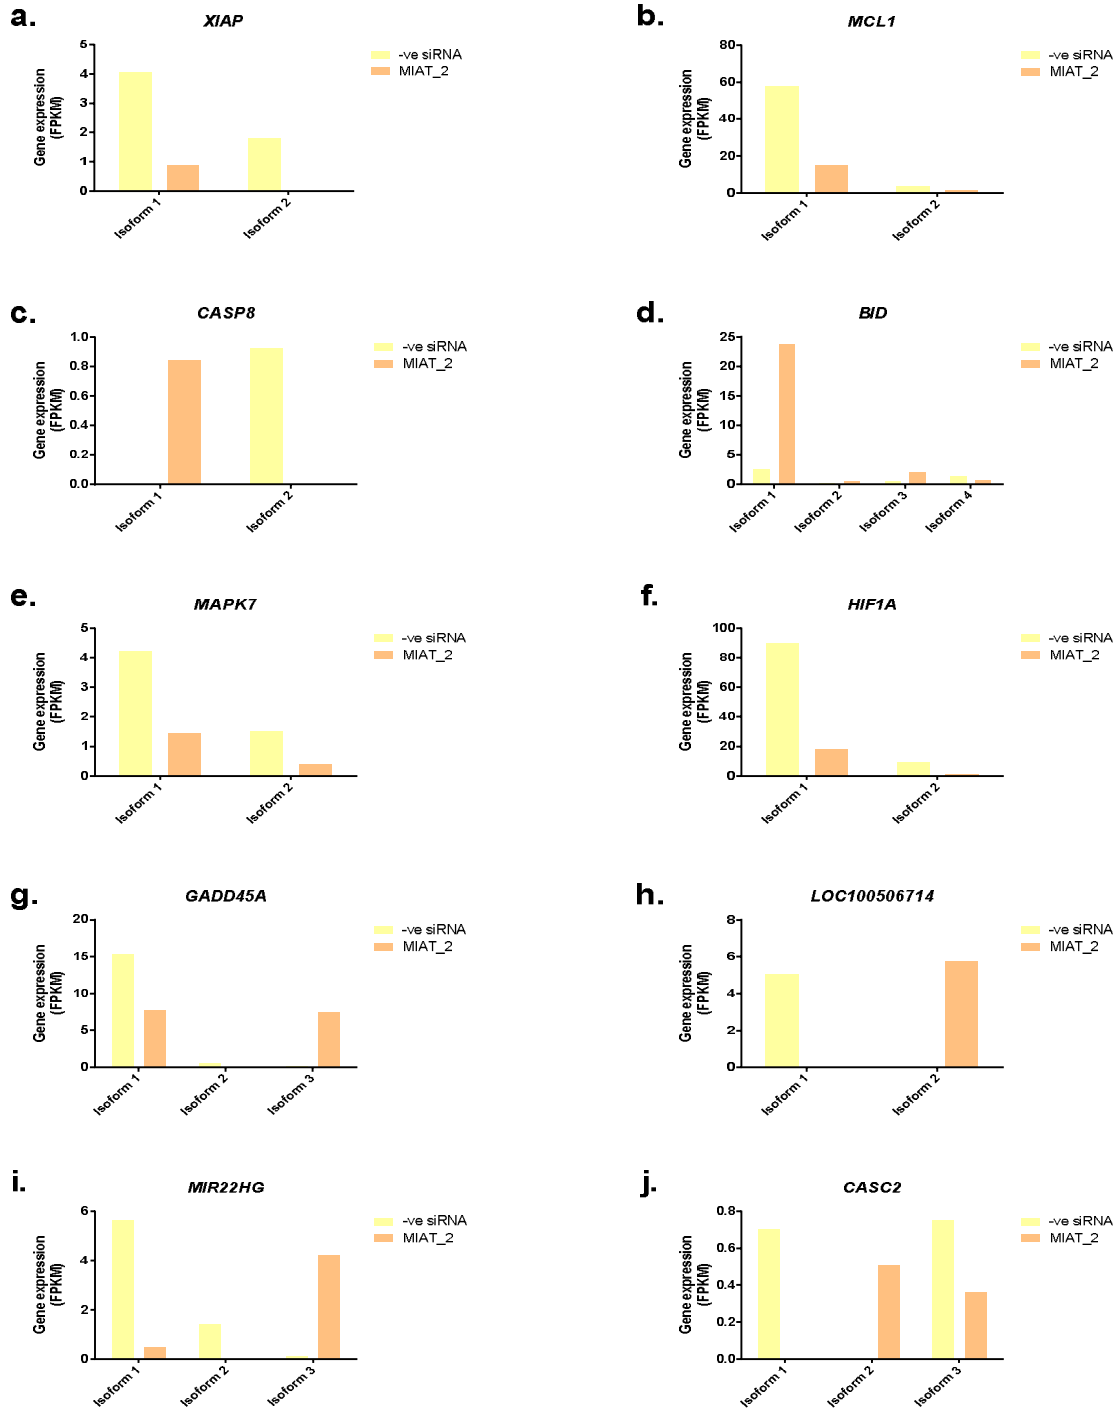 a.
XIAP
Gene expression
(FPKM)
5
4
3
2
1
0
Isoform 1
Isoform 2
-ve siRNA
MIAT_2
b.
MCL1
Gene expression
(FPKM)
80
60
40
20
0
Isoform 1
Isoform 2
-ve siRNA
MIAT_2
c.
CASP8
Gene expression
(FPKM)
1.0
0.8
0.6
0.4
0.2
0.0
Isoform 1
Isoform 2
-ve siRNA
MIAT_2
d.
BID
Gene expression
(FPKM)
25
20
15
10
5
0
Isoform 1
Isoform 2
Isoform 3
Isoform 4
-ve siRNA
MIAT_2
e.
MAPK7
Gene expression
(FPKM)
5
4
3
2
1
0
Isoform 1
Isoform 2
-ve siRNA
MIAT_2
f.
HIF1A
Gene expression
(FPKM)
100
80
60
40
20
0
Isoform 1
Isoform 2
-ve siRNA
MIAT_2
g.
GADD45A
Gene expression
(FPKM)
20
15
10
5
0
Isoform 1
Isoform 2
Isoform 3
-ve siRNA
MIAT_2
h.
LOC100506714
Gene expression
(FPKM)
8
6
4
2
0
Isoform 1
Isoform 2
-ve siRNA
MIAT_2
i.
MIR22HG
Gene expression
(FPKM)
6
4
2
0
Isoform 1
Isoform 2
Isoform 3
-ve siRNA
MIAT_2
j.
CASC2
Gene expression
(FPKM)
0.8
0.6
0.4
0.2
0.0
Isoform 1
Isoform 2
Isoform 3
-ve siRNA
MIAT_2